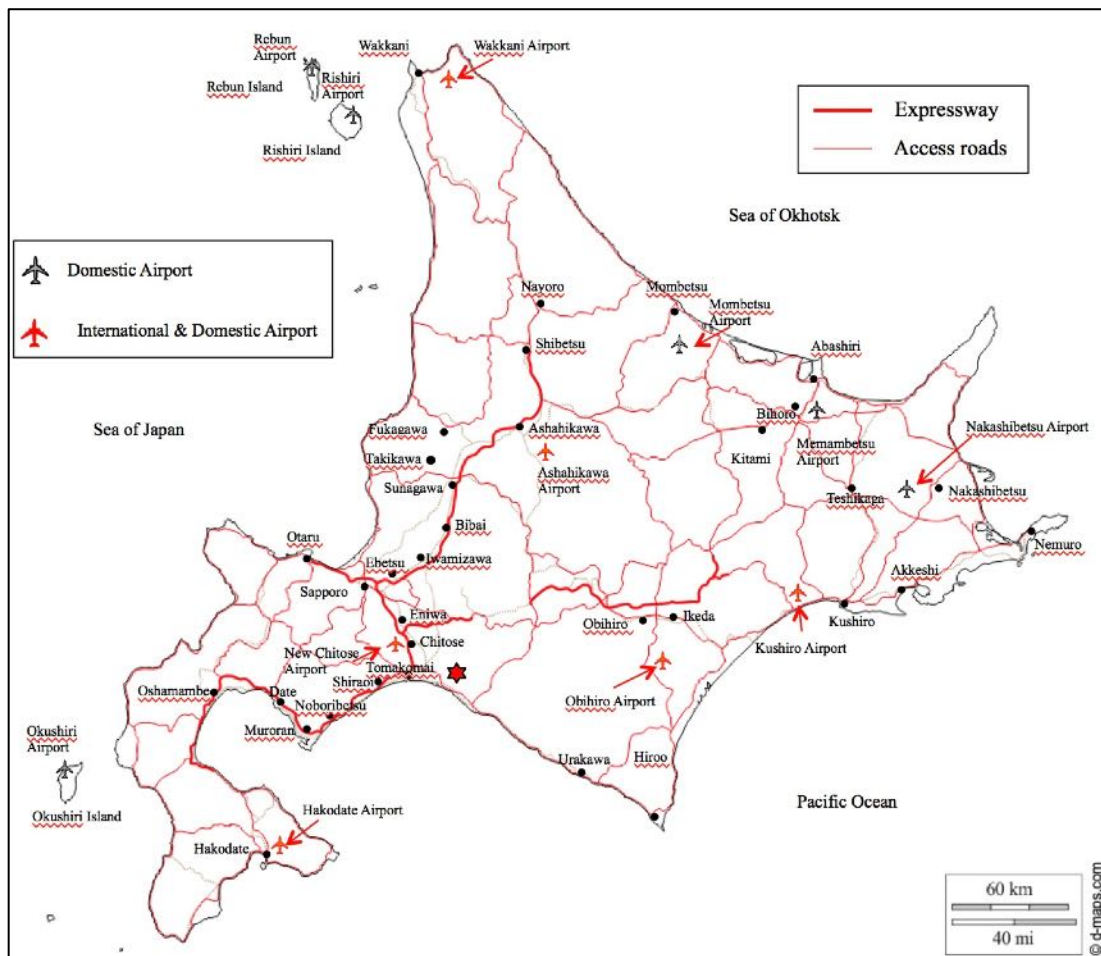 Rebun
Airport
Rebun Island
Rishiri
Airport
Rishiri Island
Wakkani
Wakkani Airport
Expressway
Access roads
Sea of Okhotsk
Domestic Airport
International & Domestic Airport
Nayoro
Mombetsu
Mombetsu
Airport
Shibetsu
Abashiri
Sea of Japan
Fukagawa
Ashahikawa
Bihoro
Nakashibetsu Airport
Takikawa
Ashahikawa
Airport
Kitami
Memambetsu
Airport
Sunagawa
Teshikaga
Nakashibetsu
Bibai
Otaru
Ebetsu
Iwamizawa
Nemuro
Sapporo
Akkeshi
Eniwa
Obihiro
Ikeda
Kushiro
Chitose
New Chitose
Airport
Kushiro Airport
Tomakomai
Shiraoi
Oshamambe
Date
Noboribetsu
Obihiro Airport
Muroran
Okushiri
Airport
Urakawa
Hiroo
Okushiri Island
Hakodate Airport
Pacific Ocean
Hakodate
60 km
40 mi
© d-maps.com